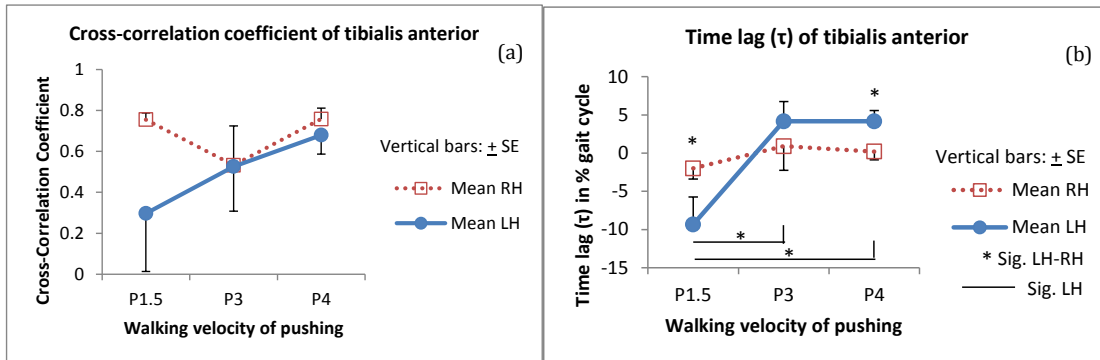 Cross-correlation coefficient of tibialis anterior
(a)
Cross-Correlation Coefficient
1
0.8
0.6
0.4
0.2
0
P1.5 P3 P4
Walking velocity of pushing
Vertical bars: + SE
Mean RH
Mean LH
Time lag (τ) of tibialis anterior
(b)
Time lag (τ) in % gait cycle
10
5
0
-5
-10
-15
*
*
*
*
P1.5 P3 P4
Walking velocity of pushing
Vertical bars: + SE
Mean RH
Mean LH
* Sig. LH-RH
Sig. LH